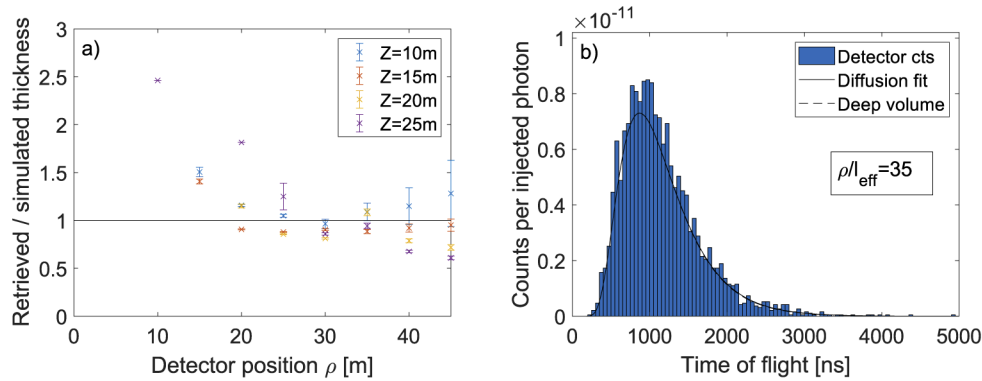 a)
Z=10m
Z=15m
Z=20m
Z=25m
Retrieved / simulated thickness
3
2.5
2
1.5
1
0.5
0
0 10 20 30 40
Detector position ρ [m]
×10⁻¹¹
b)
Detector cts
Diffusion fit
Deep volume
ρ/l_eff=35
Counts per injected photon
1
0.8
0.6
0.4
0.2
0
0 1000 2000 3000 4000 5000
Time of flight [ns]